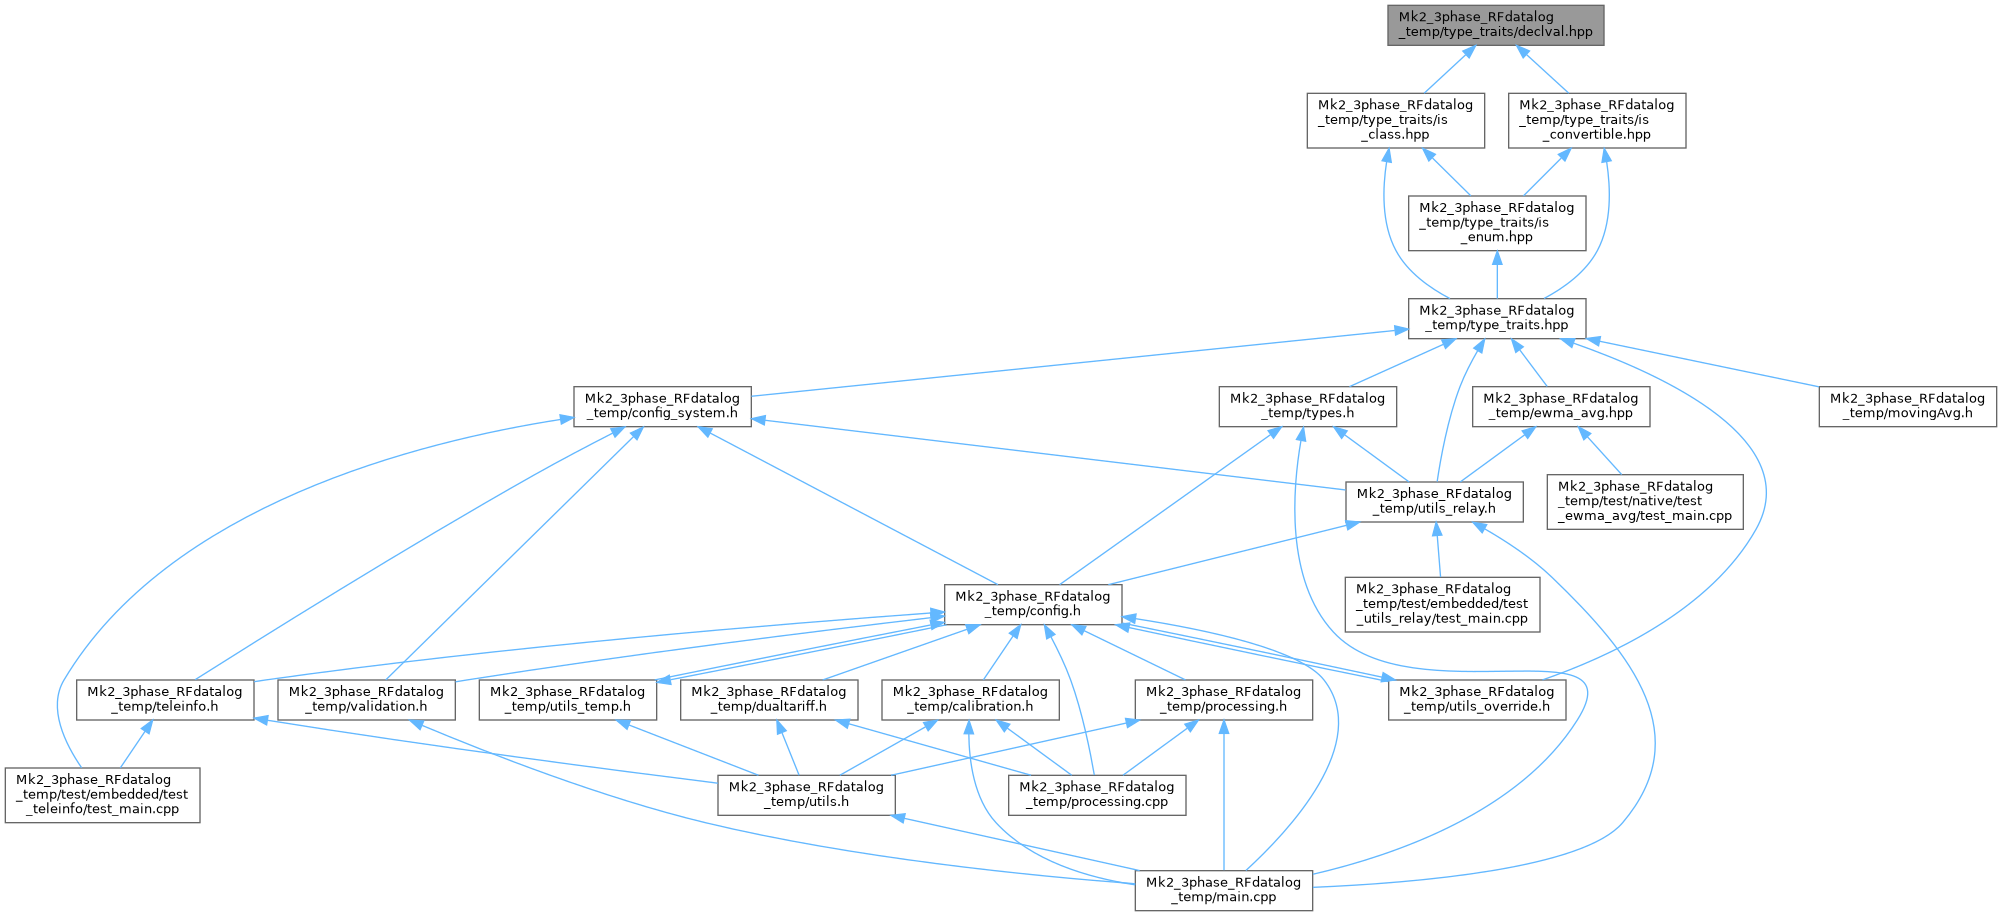 Mk2_3phase_RFdatalog
_temp/type_traits/declval.hpp
Mk2_3phase_RFdatalog
_temp/type_traits/is
_class.hpp
Mk2_3phase_RFdatalog
_temp/type_traits/is
_convertible.hpp
Mk2_3phase_RFdatalog
_temp/type_traits/is
_enum.hpp
Mk2_3phase_RFdatalog
_temp/type_traits.hpp
Mk2_3phase_RFdatalog
_temp/config_system.h
Mk2_3phase_RFdatalog
_temp/types.h
Mk2_3phase_RFdatalog
_temp/ewma_avg.hpp
Mk2_3phase_RFdatalog
_temp/movingAvg.h
Mk2_3phase_RFdatalog
_temp/utils_relay.h
Mk2_3phase_RFdatalog
_temp/test/native/test
_ewma_avg/test_main.cpp
Mk2_3phase_RFdatalog
_temp/config.h
Mk2_3phase_RFdatalog
_temp/test/embedded/test
_utils_relay/test_main.cpp
Mk2_3phase_RFdatalog
_temp/teleinfo.h
Mk2_3phase_RFdatalog
_temp/validation.h
Mk2_3phase_RFdatalog
_temp/utils_temp.h
Mk2_3phase_RFdatalog
_temp/dualtariff.h
Mk2_3phase_RFdatalog
_temp/calibration.h
Mk2_3phase_RFdatalog
_temp/processing.h
Mk2_3phase_RFdatalog
_temp/utils_override.h
Mk2_3phase_RFdatalog
_temp/test/embedded/test
_teleinfo/test_main.cpp
Mk2_3phase_RFdatalog
_temp/utils.h
Mk2_3phase_RFdatalog
_temp/processing.cpp
Mk2_3phase_RFdatalog
_temp/main.cpp